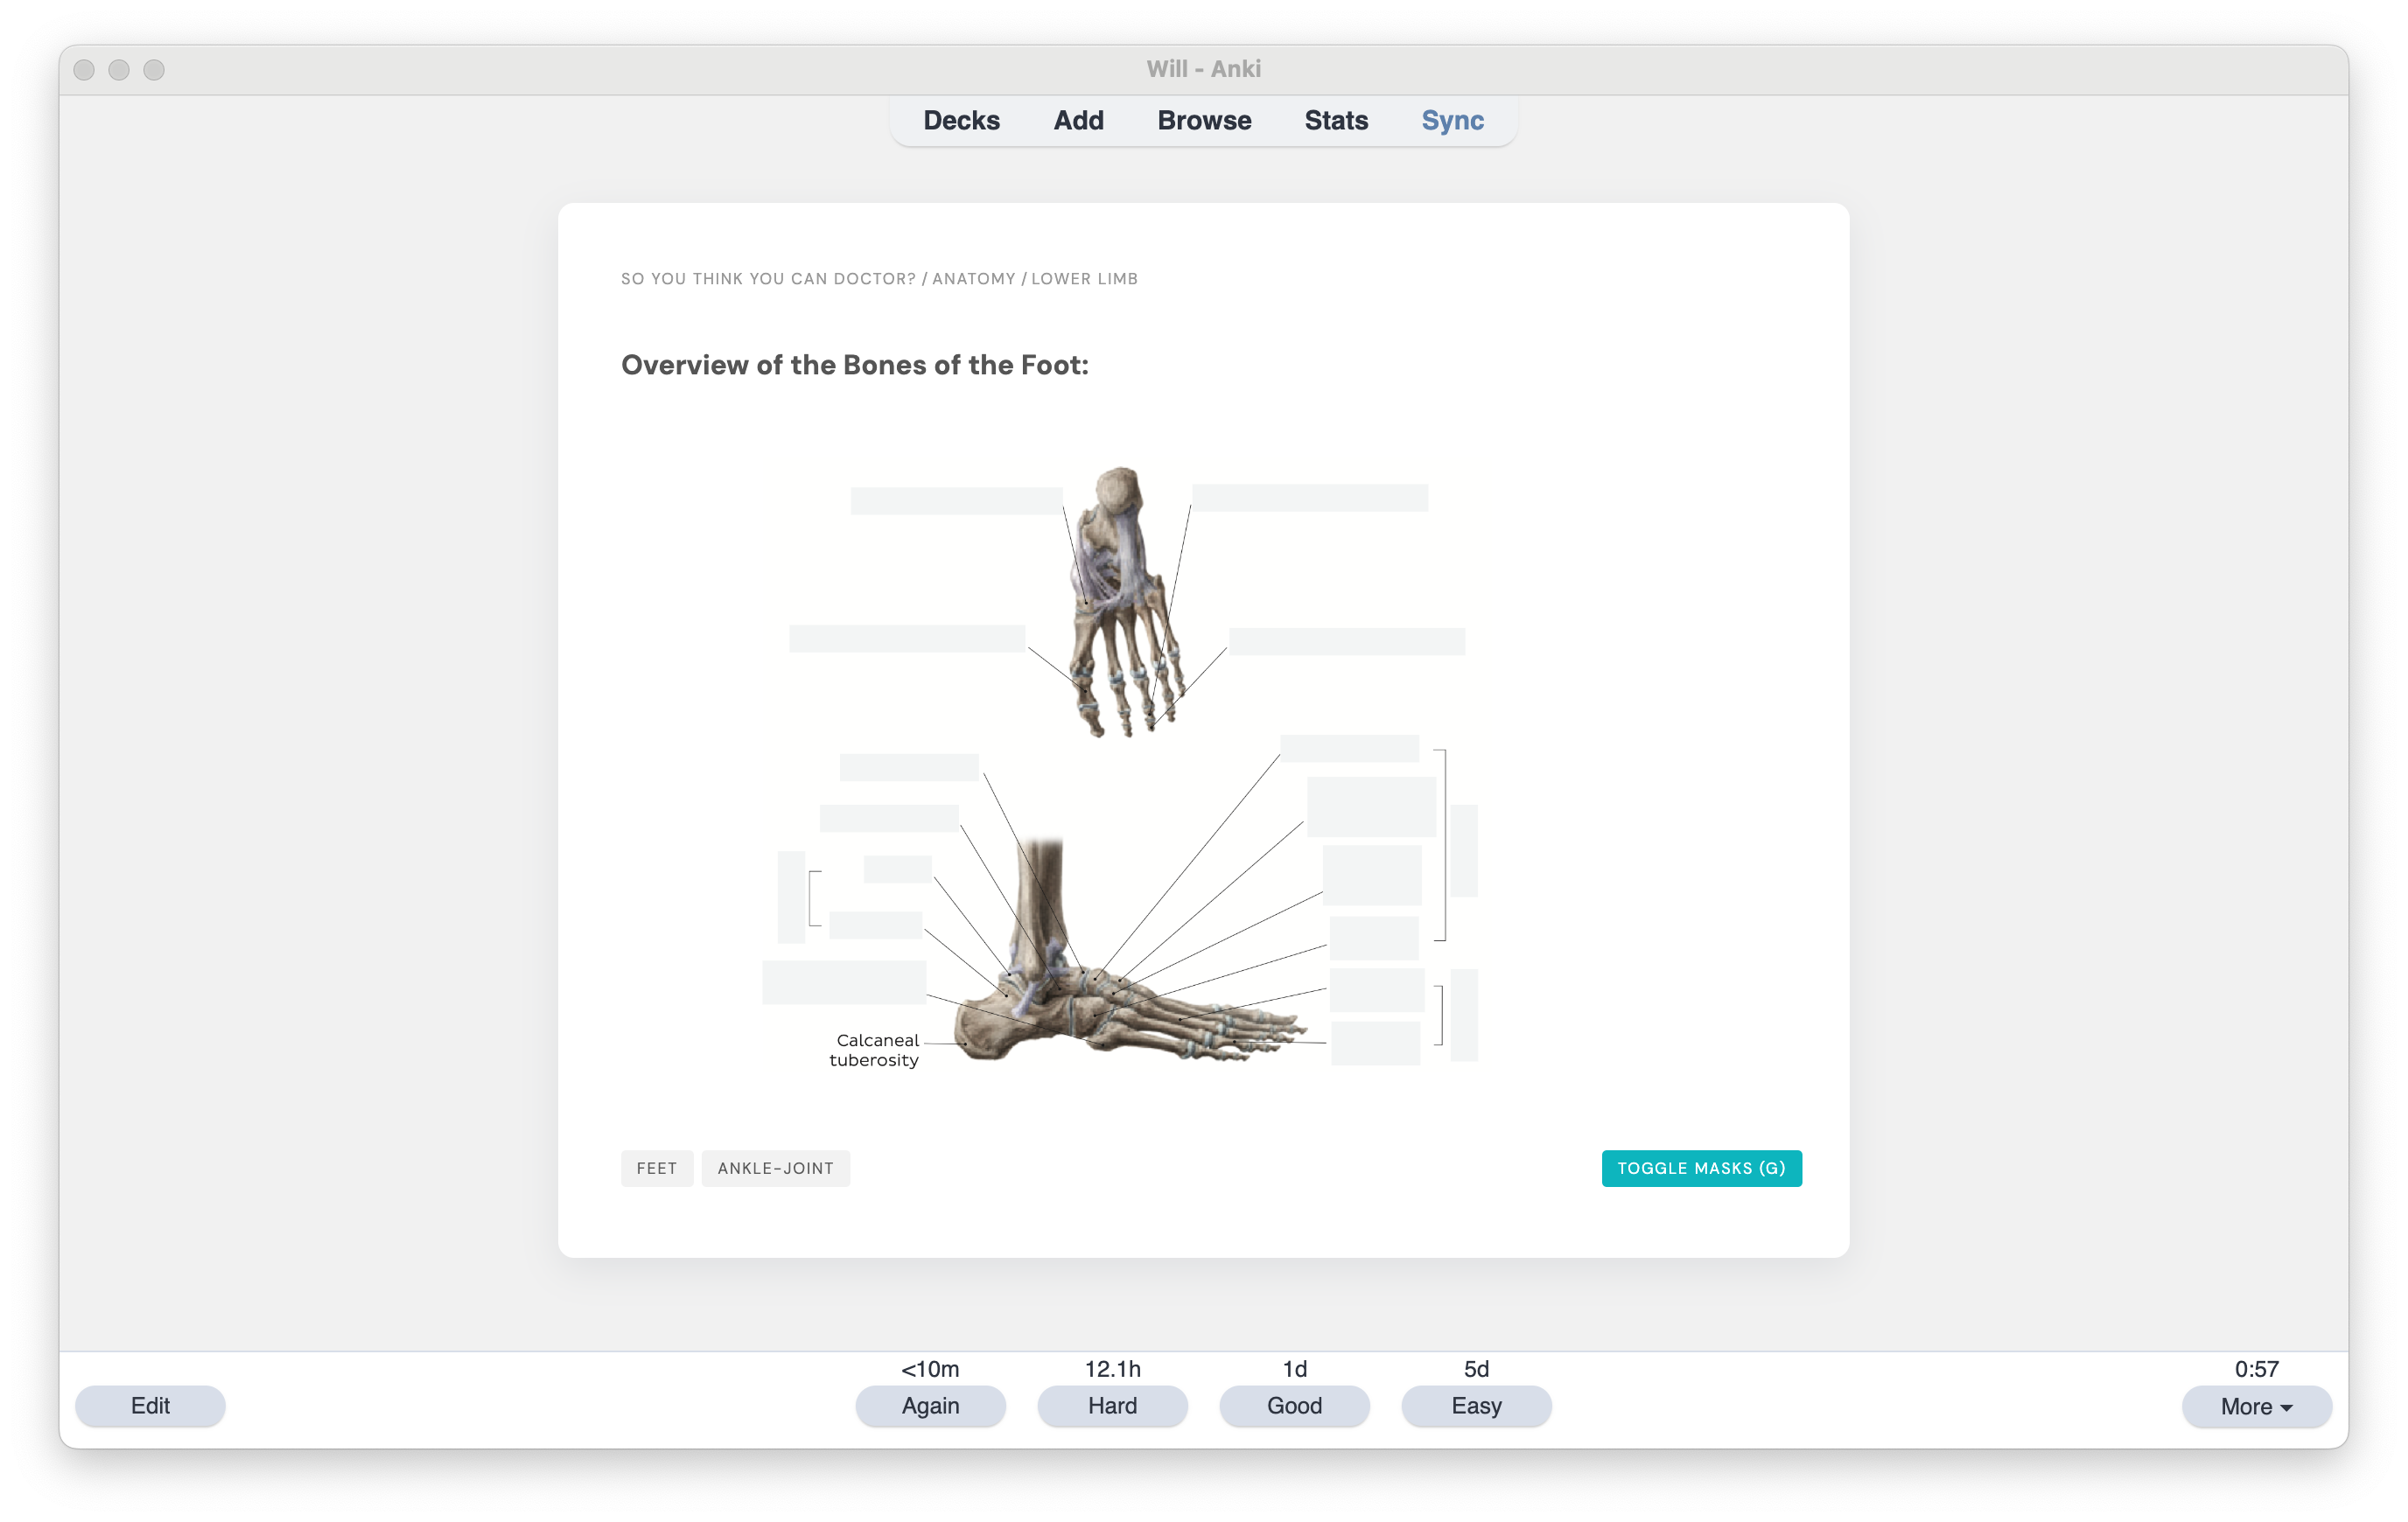 Will - Anki
Decks Add Browse Stats Sync
SO YOU THINK YOU CAN DOCTOR? / ANATOMY / LOWER LIMB
Overview of the Bones of the Foot:
Calcaneal
tuberosity
FEET ANKLE-JOINT TOGGLE MASKS (G)
<10m 12.1h 1d 5d 0:57
Edit Again Hard Good Easy More